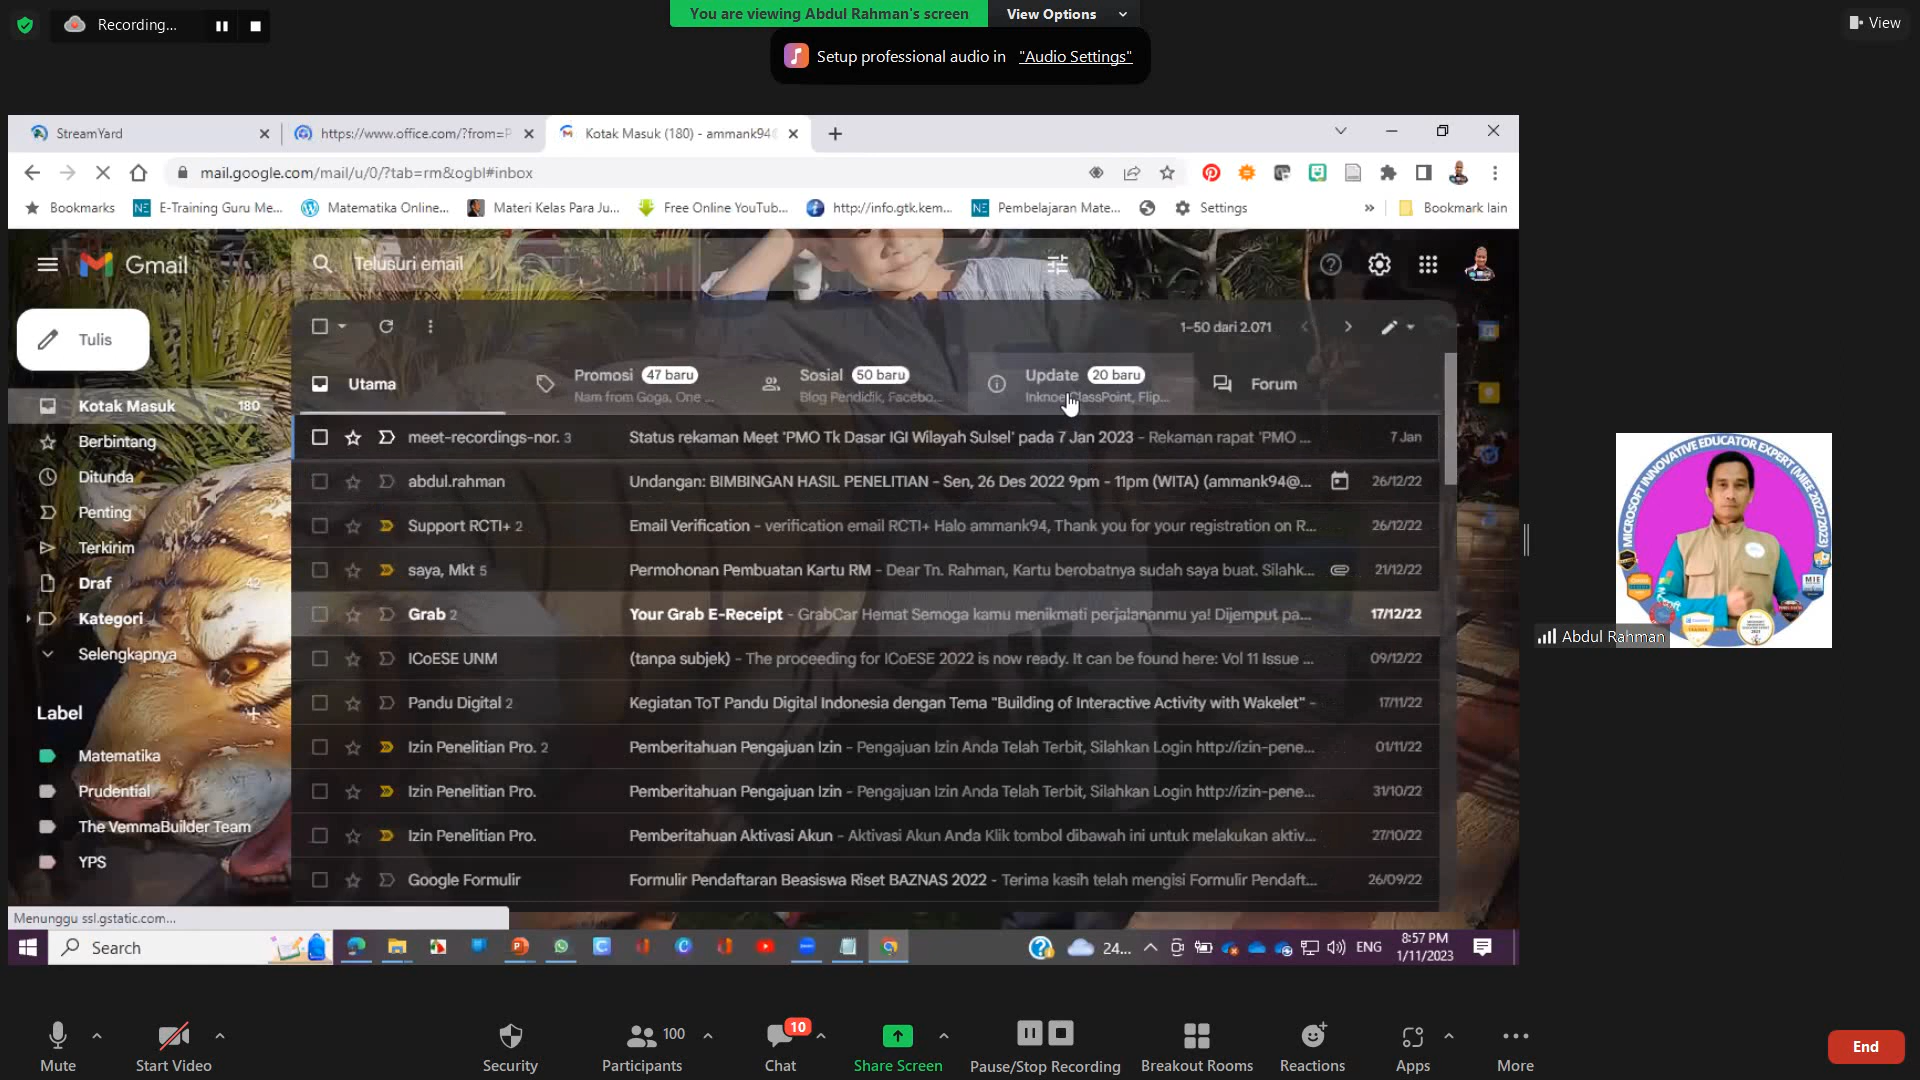 Recording...
You are viewing Abdul Rahman's screen
View Options
View
Setup professional audio in "Audio Settings"
StreamYard
https://www.office.com/?from=P
Kotak Masuk (180) - ammank94@
mail.google.com/mail/u/0/?tab=rm&ogbl#inbox
Bookmarks
E-Training Guru Me...
Matematika Online...
Materi Kelas Para Ju...
Free Online YouTub...
http://info.gtk.kem...
Pembelajaran Mate...
Settings
Bookmark lain
Gmail
Telusuri email
Tulis
1–50 dari 2.071
Utama
Promosi 47 baru
Nam from Goga, One ...
Sosial 50 baru
Blog Pendidik, Facebo...
Update 20 baru
Inknoe ClassPoint, Flip...
Forum
Kotak Masuk 180
Berbintang
Ditunda
Penting
Terkirim
Draf 42
Kategori
Selengkapnya
Label
Matematika
Prudential
The VemmaBuilder Team
YPS
meet-recordings-nor. 3 Status rekaman Meet 'PMO Tk Dasar IGI Wilayah Sulsel' pada 7 Jan 2023 - Rekaman rapat 'PMO ... 7 Jan
abdul.rahman Undangan: BIMBINGAN HASIL PENELITIAN - Sen, 26 Des 2022 9pm - 11pm (WITA) (ammank94@... 26/12/22
Support RCTI+ 2 Email Verification - verification email RCTI+ Halo ammank94, Thank you for your registration on R... 26/12/22
saya, Mkt 5 Permohonan Pembuatan Kartu RM - Dear Tn. Rahman, Kartu berobatnya sudah saya buat. Silahk... 21/12/22
Grab 2 Your Grab E-Receipt - GrabCar Hemat Semoga kamu menikmati perjalananmu ya! Dijemput pa... 17/12/22
ICoESE UNM (tanpa subjek) - The proceeding for ICoESE 2022 is now ready. It can be found here: Vol 11 Issue ... 09/12/22
Pandu Digital 2 Kegiatan ToT Pandu Digital Indonesia dengan Tema "Building of Interactive Activity with Wakelet" - 17/11/22
Izin Penelitian Pro. 2 Pemberitahuan Pengajuan Izin - Pengajuan Izin Anda Telah Terbit, Silahkan Login http://izin-pene... 01/11/22
Izin Penelitian Pro. Pemberitahuan Pengajuan Izin - Pengajuan Izin Anda Telah Terbit, Silahkan Login http://izin-pene... 31/10/22
Izin Penelitian Pro. Pemberitahuan Aktivasi Akun - Aktivasi Akun Anda Klik tombol dibawah ini untuk melakukan aktiv... 27/10/22
Google Formulir Formulir Pendaftaran Beasiswa Riset BAZNAS 2022 - Terima kasih telah mengisi Formulir Pendaft... 26/09/22
Menunggu ssl.gstatic.com...
Search
24...
ENG
8:57 PM
1/11/2023
MICROSOFT INNOVATIVE EDUCATOR EXPERT (MIEE 2022/2023)
Abdul Rahman
Mute
Start Video
Security
Participants 100
Chat 10
Share Screen
Pause/Stop Recording
Breakout Rooms
Reactions
Apps
More
End